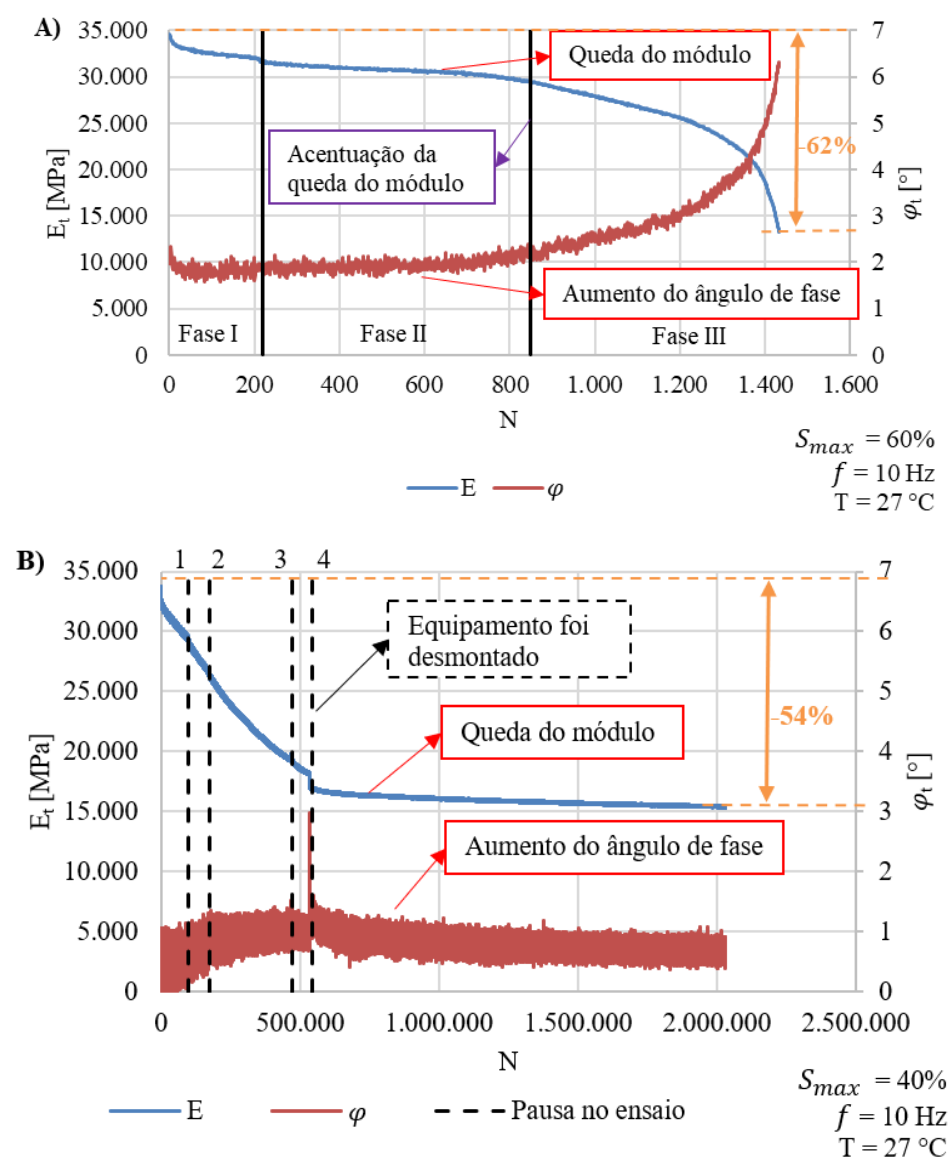 A)
35.000
30.000
25.000
20.000
15.000
10.000
5.000
0
E_t [MPa]
7
6
5
4
3
2
1
0
φ_t [°]
Queda do módulo
Acentuação da
queda do módulo
-62%
Aumento do ângulo de fase
Fase I
Fase II
Fase III
0
200
400
600
800
1.000
1.200
1.400
1.600
N
S_max = 60%
f = 10 Hz
T = 27 °C
E
φ
B)
1
2
3
4
35.000
30.000
25.000
20.000
15.000
10.000
5.000
0
E_t [MPa]
7
6
5
4
3
2
1
0
φ_t [°]
Equipamento foi
desmontado
Queda do módulo
-54%
Aumento do ângulo de fase
0
500.000
1.000.000
1.500.000
2.000.000
2.500.000
N
E
φ
Pausa no ensaio
S_max = 40%
f = 10 Hz
T = 27 °C